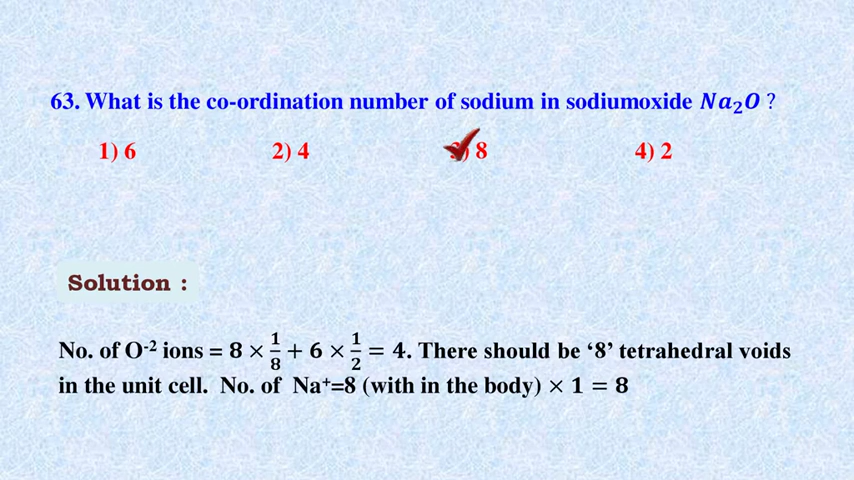 63. What is the co-ordination number of sodium in sodiumoxide Na₂O ?
1) 6 2) 4 3) 8 4) 2
Solution :
No. of O⁻² ions = 8 × 1/8 + 6 × 1/2 = 4. There should be ‘8’ tetrahedral voids
in the unit cell. No. of Na⁺=8 (with in the body) × 1 = 8